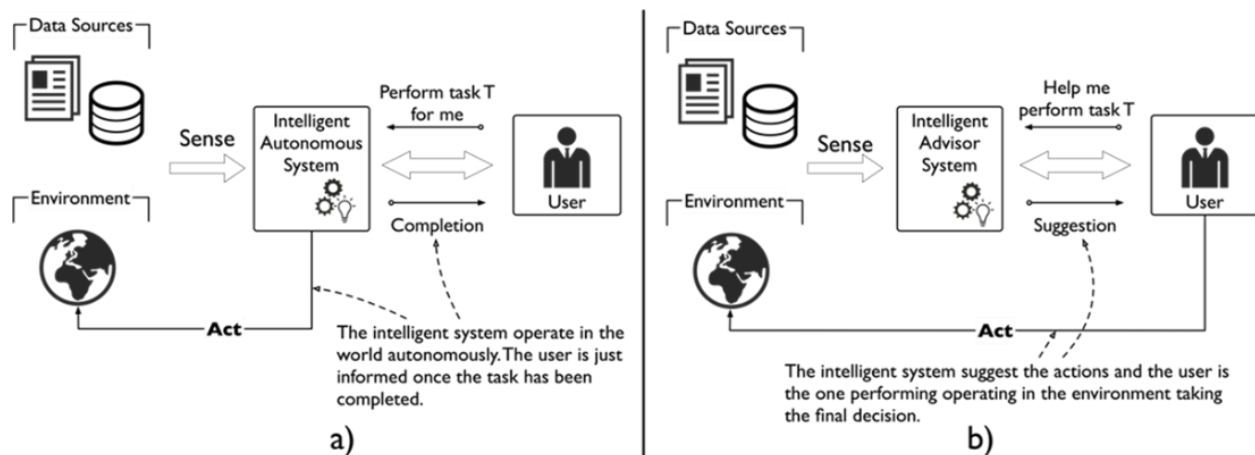 Data Sources
Sense
Environment
Intelligent
Autonomous
System
Perform task T
for me
Completion
User
Act
The intelligent system operate in the
world autonomously. The user is just
informed once the task has been
completed.
a)
Data Sources
Sense
Environment
Intelligent
Advisor
System
Help me
perform task T
Suggestion
User
Act
The intelligent system suggest the actions and the user is
the one performing operating in the environment taking
the final decision.
b)